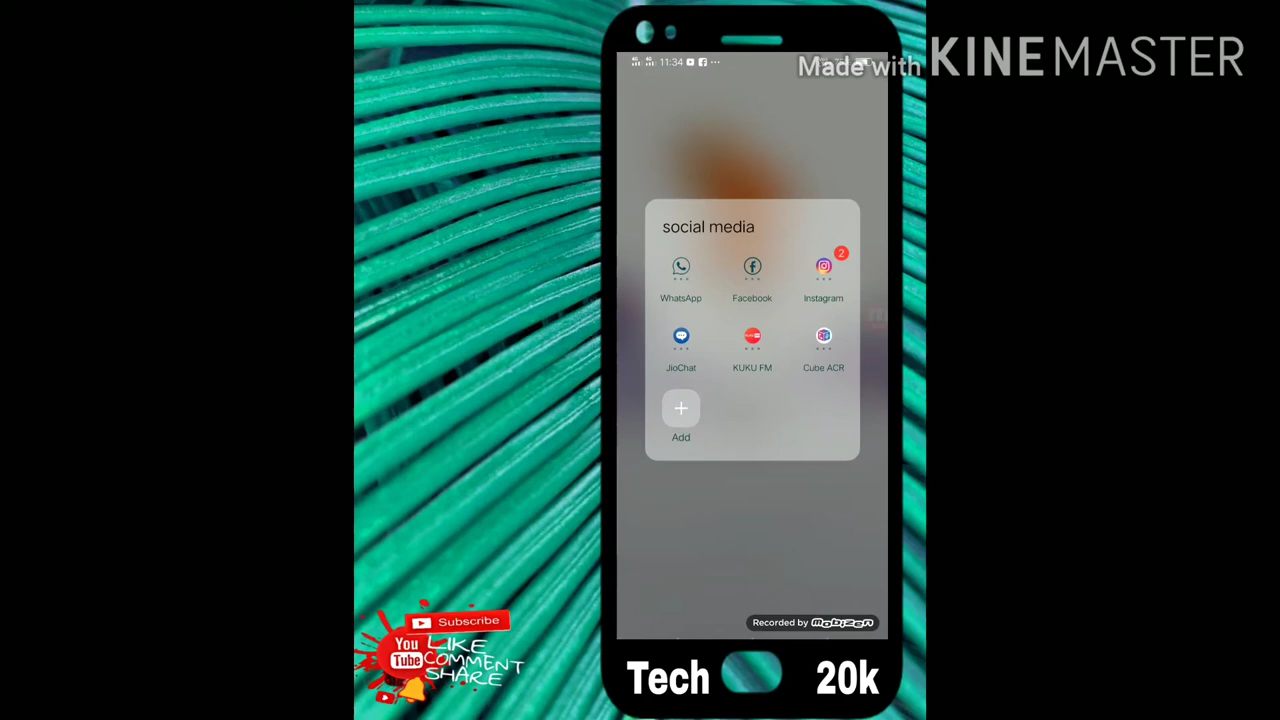 Made with KINEMASTER
11:34
social media
2
WhatsApp Facebook Instagram
JioChat KUKU FM Cube ACR
Add
Recorded by mobizen
Tech 20k
Subscribe
You
Tube
LIKE
COMMENT
SHARE